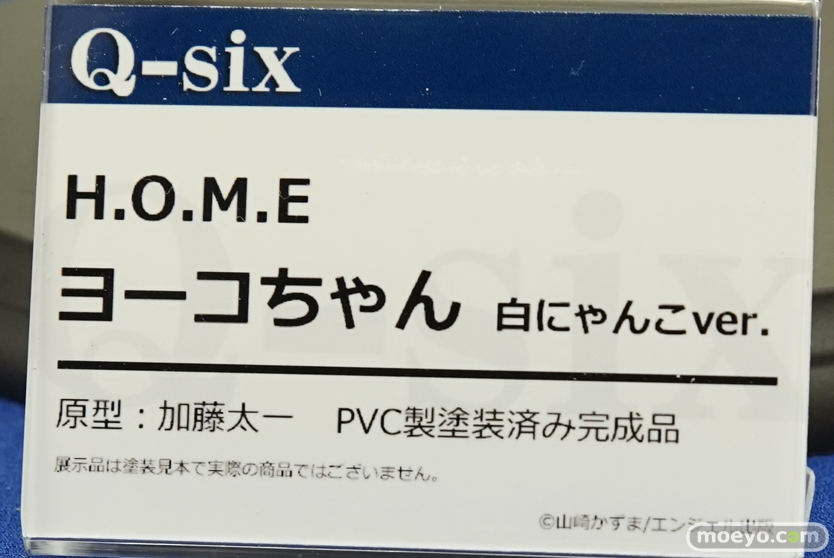 Q-six
H.O.M.E
ヨーコちゃん 白にゃんこver.
原型：加藤太一 PVC製塗装済み完成品
展示品は塗装見本で実際の商品ではございません。
©山崎かずま/エンジェル出版
moeyo.com